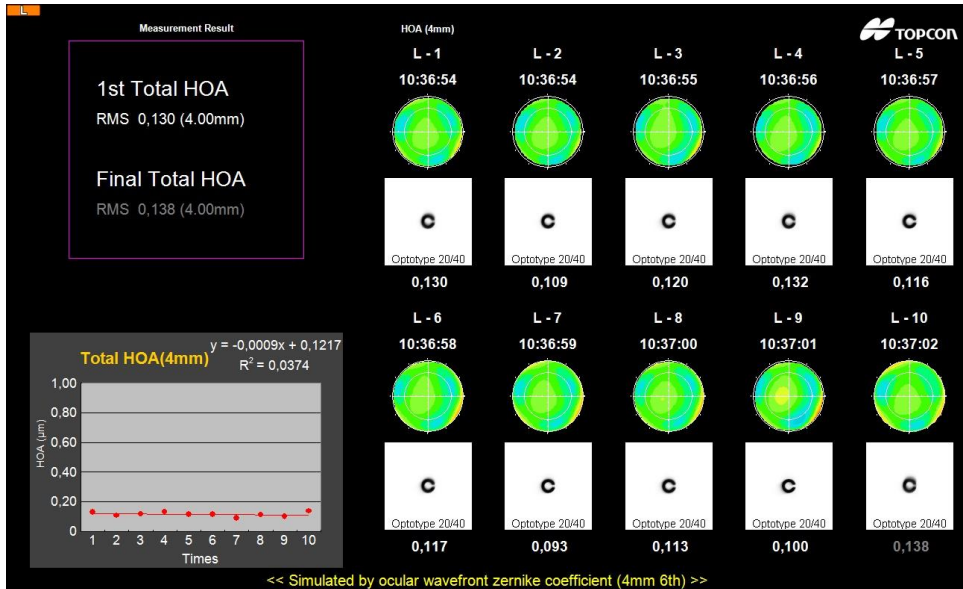 L
Measurement Result
HOA (4mm)
TOPCON
1st Total HOA
RMS 0,130 (4.00mm)
Final Total HOA
RMS 0,138 (4.00mm)
L - 1 L - 2 L - 3 L - 4 L - 5
10:36:54 10:36:54 10:36:55 10:36:56 10:36:57
C C C C C
Optotype 20/40 Optotype 20/40 Optotype 20/40 Optotype 20/40 Optotype 20/40
0,130 0,109 0,120 0,132 0,116
L - 6 L - 7 L - 8 L - 9 L - 10
10:36:58 10:36:59 10:37:00 10:37:01 10:37:02
C C C C C
Optotype 20/40 Optotype 20/40 Optotype 20/40 Optotype 20/40 Optotype 20/40
0,117 0,093 0,113 0,100 0,138
Total HOA(4mm)
y = -0,0009x + 0,1217
R² = 0,0374
1,00
0,80
0,60
0,40
0,20
0
HOA (µm)
1 2 3 4 5 6 7 8 9 10
Times
<< Simulated by ocular wavefront zernike coefficient (4mm 6th) >>